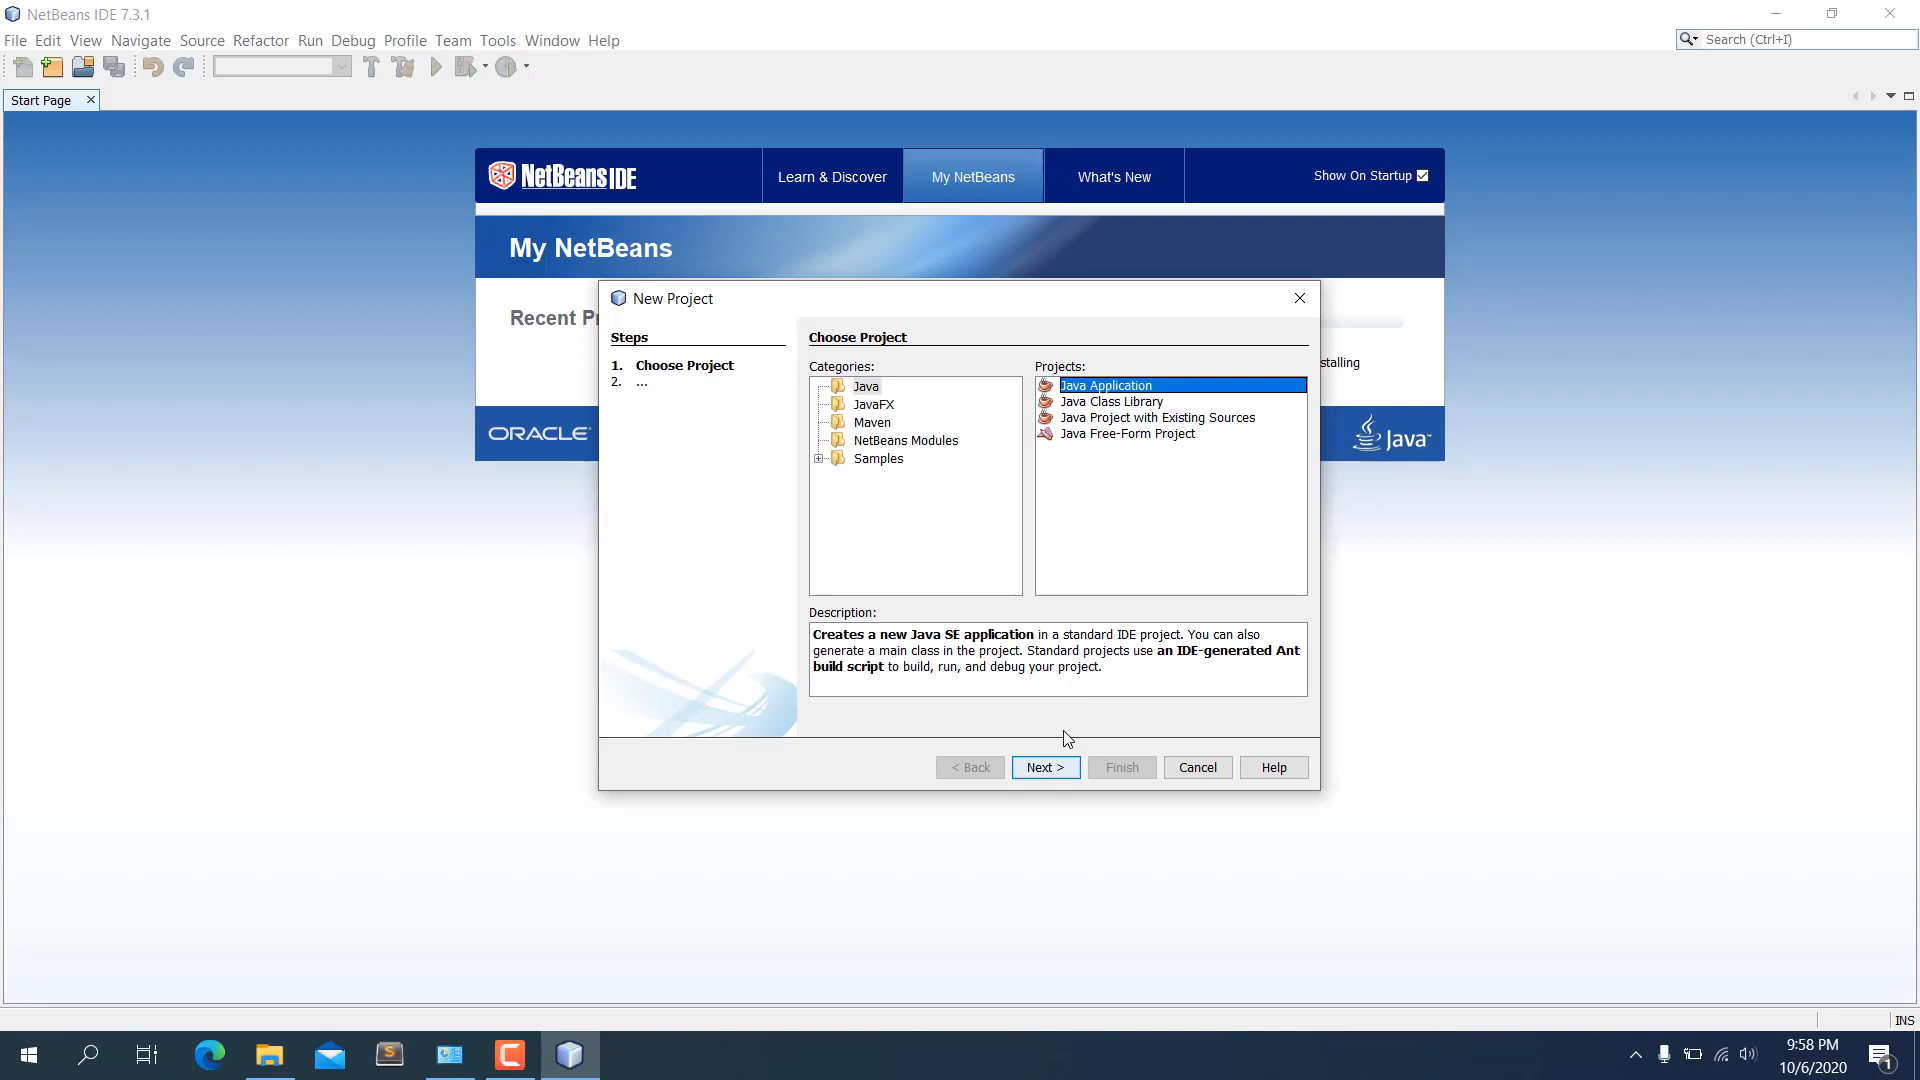 NetBeans IDE 7.3.1
File Edit View Navigate Source Refactor Run Debug Profile Team Tools Window Help
Search (Ctrl+I)
Start Page
NetBeans IDE
Learn & Discover
My NetBeans
What's New
Show On Startup
My NetBeans
Recent P
New Project
Steps
Choose Project
1. Choose Project
2. ...
Categories:
Projects:
Java
JavaFX
Maven
NetBeans Modules
Samples
Java Application
Java Class Library
Java Project with Existing Sources
Java Free-Form Project
stalling
ORACLE
Java™
Description:
Creates a new Java SE application in a standard IDE project. You can also
generate a main class in the project. Standard projects use an IDE-generated Ant
build script to build, run, and debug your project.
< Back
Next >
Finish
Cancel
Help
INS
S
9:58 PM
10/6/2020
1